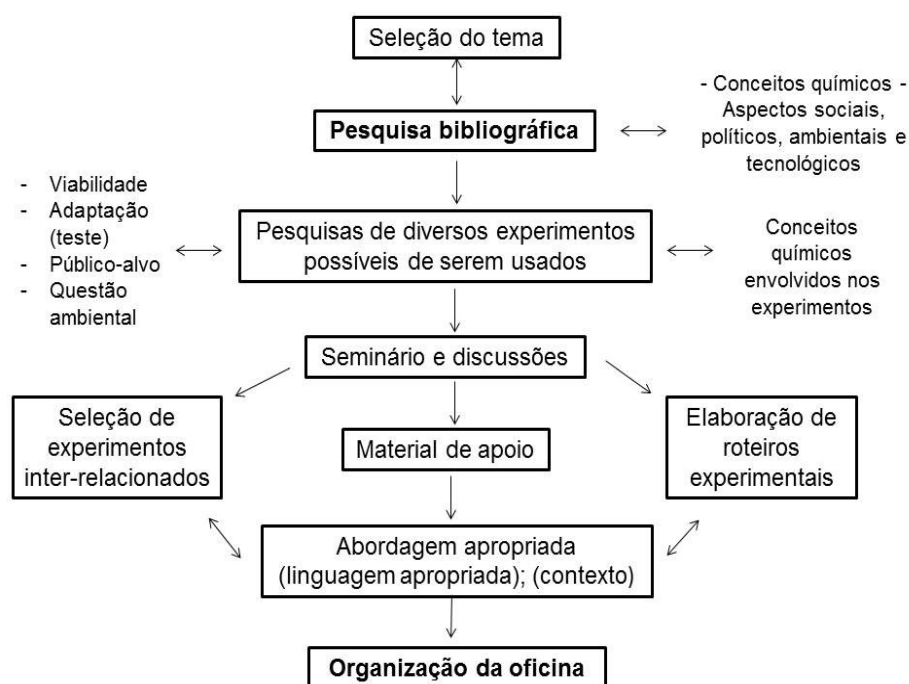 Seleção do tema
Pesquisa bibliográfica
- Conceitos químicos -
Aspectos sociais,
políticos, ambientais e
tecnológicos
- Viabilidade
- Adaptação
(teste)
- Público-alvo
- Questão
ambiental
Pesquisas de diversos experimentos
possíveis de serem usados
Conceitos
químicos
envolvidos nos
experimentos
Seminário e discussões
Seleção de
experimentos
inter-relacionados
Material de apoio
Elaboração de
roteiros
experimentais
Abordagem apropriada
(linguagem apropriada); (contexto)
Organização da oficina